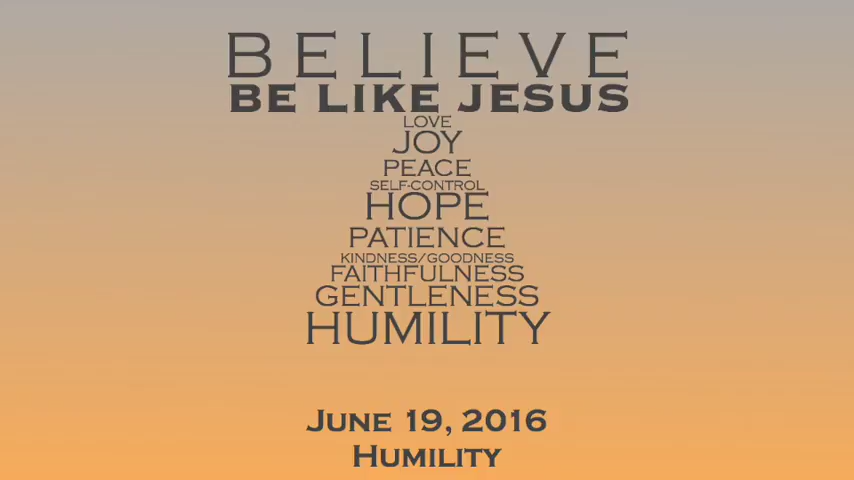 BELIEVE
BE LIKE JESUS
LOVE
JOY
PEACE
SELF-CONTROL
HOPE
PATIENCE
KINDNESS/GOODNESS
FAITHFULNESS
GENTLENESS
HUMILITY
JUNE 19, 2016
HUMILITY